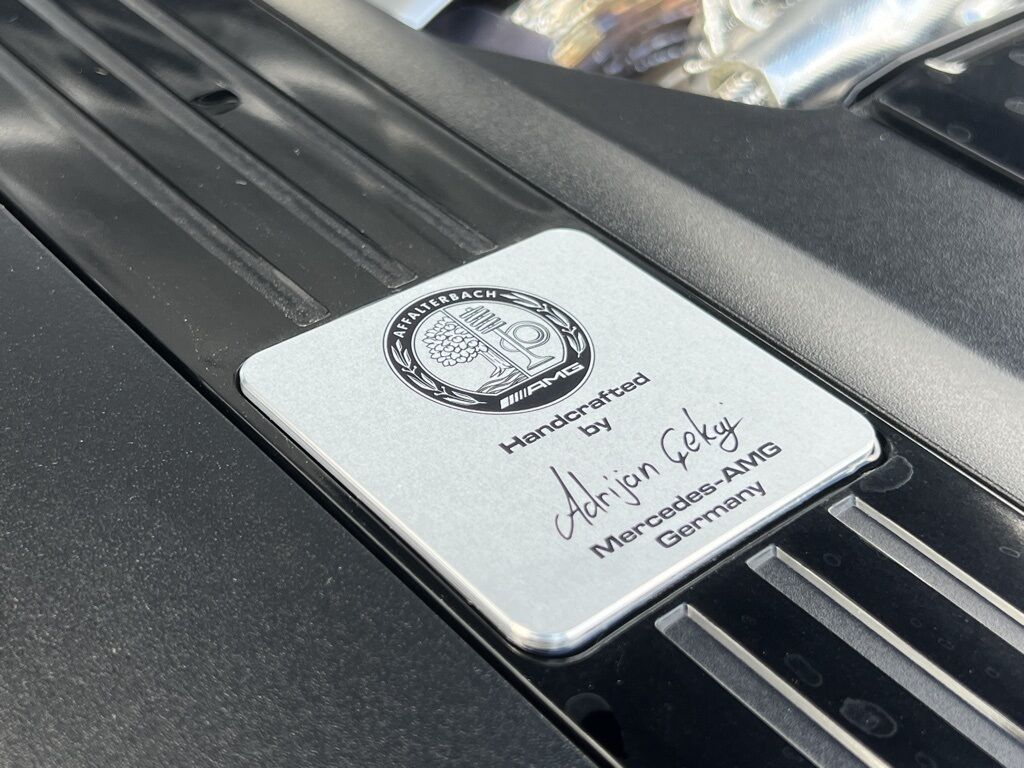 AFFALTERBACH
AMG
Handcrafted
by
Adrijan Çekaj
Mercedes-AMG
Germany